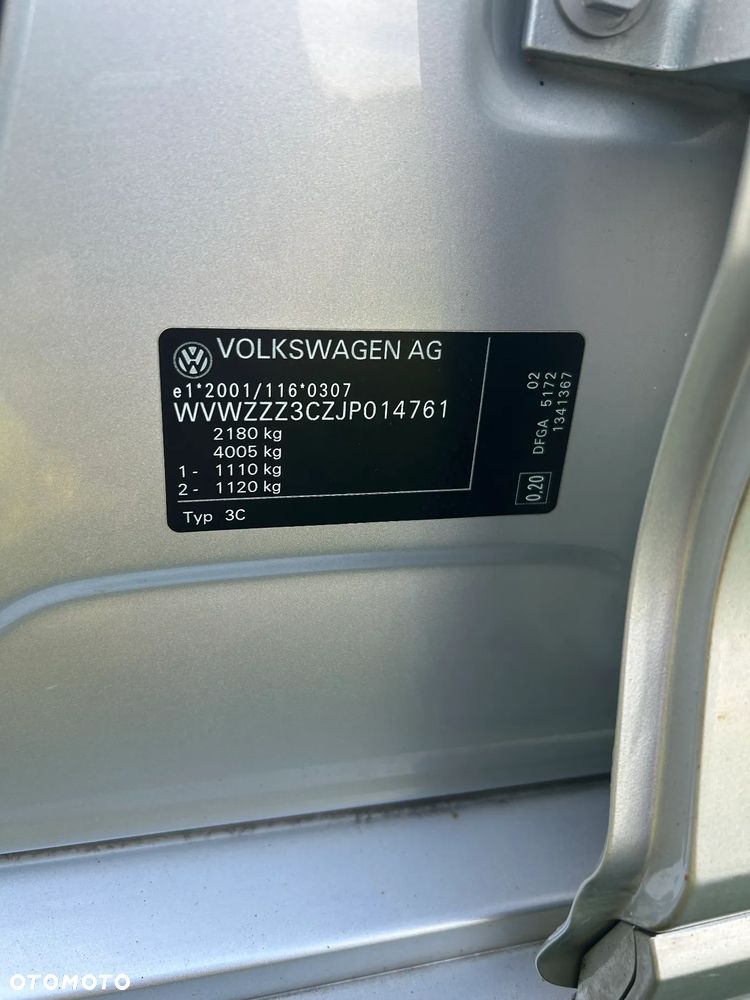 VOLKSWAGEN AG
e1*2001/116*0307
WVWZZZ3CZJP014761
2180 kg
4005 kg
1 - 1110 kg
2 - 1120 kg
Typ 3C
02
DFGA 5172
1341367
0,20
OTOMOTO